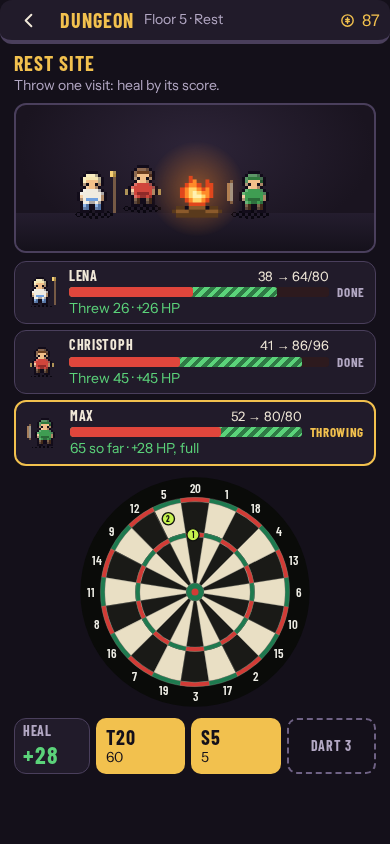 DUNGEON Floor 5 · Rest 87
REST SITE
Throw one visit: heal by its score.
LENA 38 → 64/80
DONE
Threw 26 · +26 HP
CHRISTOPH 41 → 86/96
DONE
Threw 45 · +45 HP
MAX 52 → 80/80
THROWING
65 so far · +28 HP, full
20
5 1
12 18
2
9 4
1
14 13
11 6
8 10
16 15
7 2
19 17
3
HEAL
+28
T20
60
S5
5
DART 3